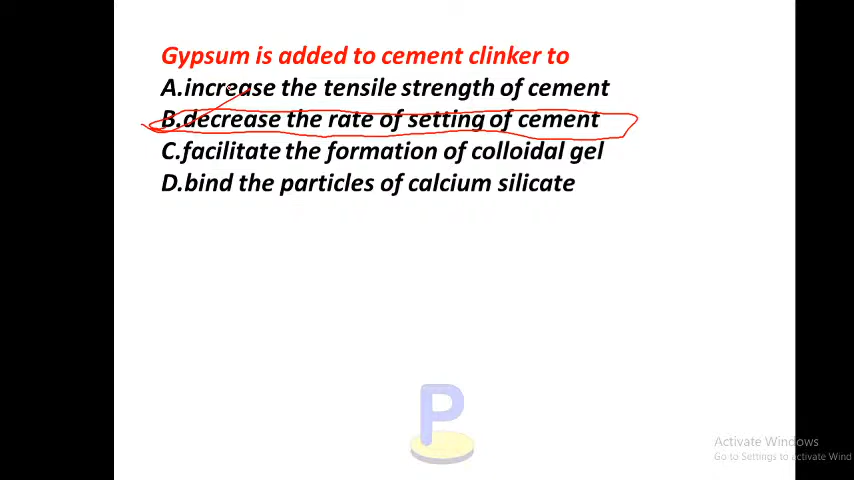 Gypsum is added to cement clinker to
A.increase the tensile strength of cement
B.decrease the rate of setting of cement
C.facilitate the formation of colloidal gel
D.bind the particles of calcium silicate
P
Activate Windows
Go to Settings to activate Wind